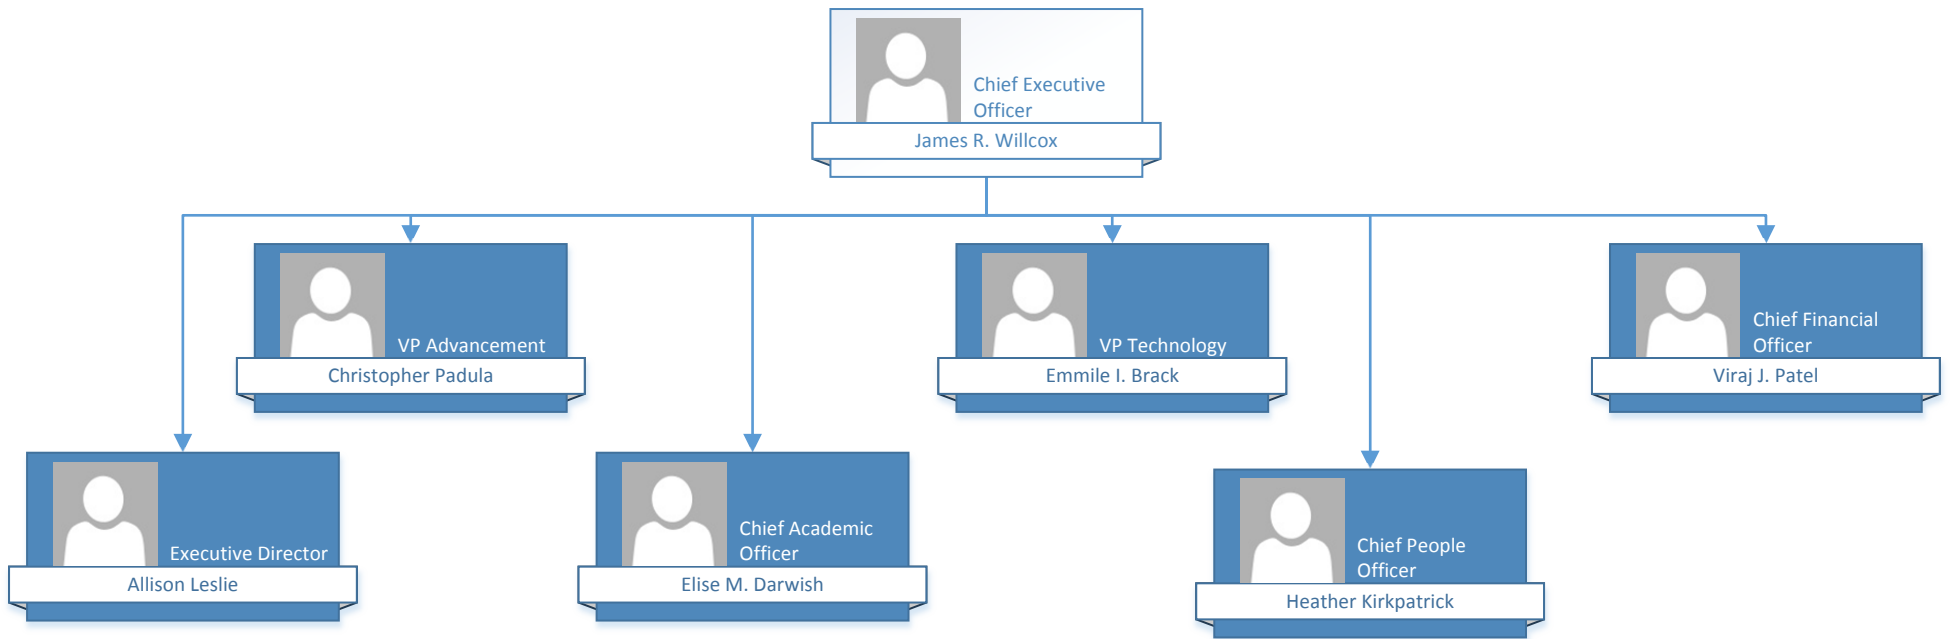 Chief Executive
Officer
James R. Willcox
VP Advancement
Christopher Padula
VP Technology
Emmile I. Brack
Chief Financial
Officer
Viraj J. Patel
Executive Director
Allison Leslie
Chief Academic
Officer
Elise M. Darwish
Chief People
Officer
Heather Kirkpatrick